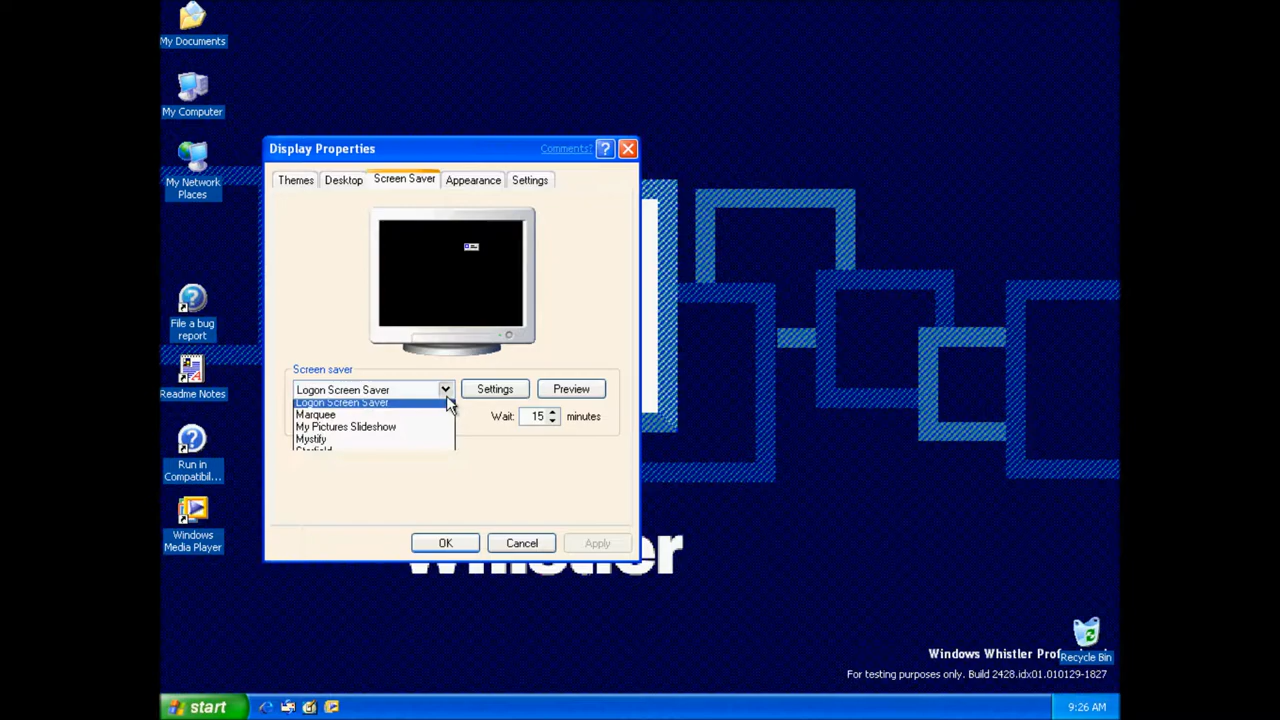 My Documents
My Computer
My Network
Places
File a bug
report
Readme Notes
Run in
Compatibil...
Windows
Media Player
Display Properties
Comments?
Themes Desktop Screen Saver Appearance Settings
Screen saver
Logon Screen Saver
Settings Preview
Logon Screen Saver
Marquee
My Pictures Slideshow
Mystify
Starfield
Wait: 15 minutes
OK Cancel Apply
Whistler
Windows Whistler
Recycle Bin
For testing purposes only. Build 2428.idx01.010129-1827
start
9:26 AM